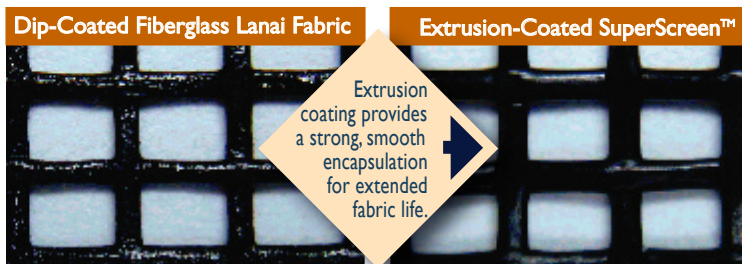 Dip-Coated Fiberglass Lanai Fabric
Extrusion-Coated SuperScreen™
Extrusion
coating provides
a strong, smooth
encapsulation
for extended
fabric life.